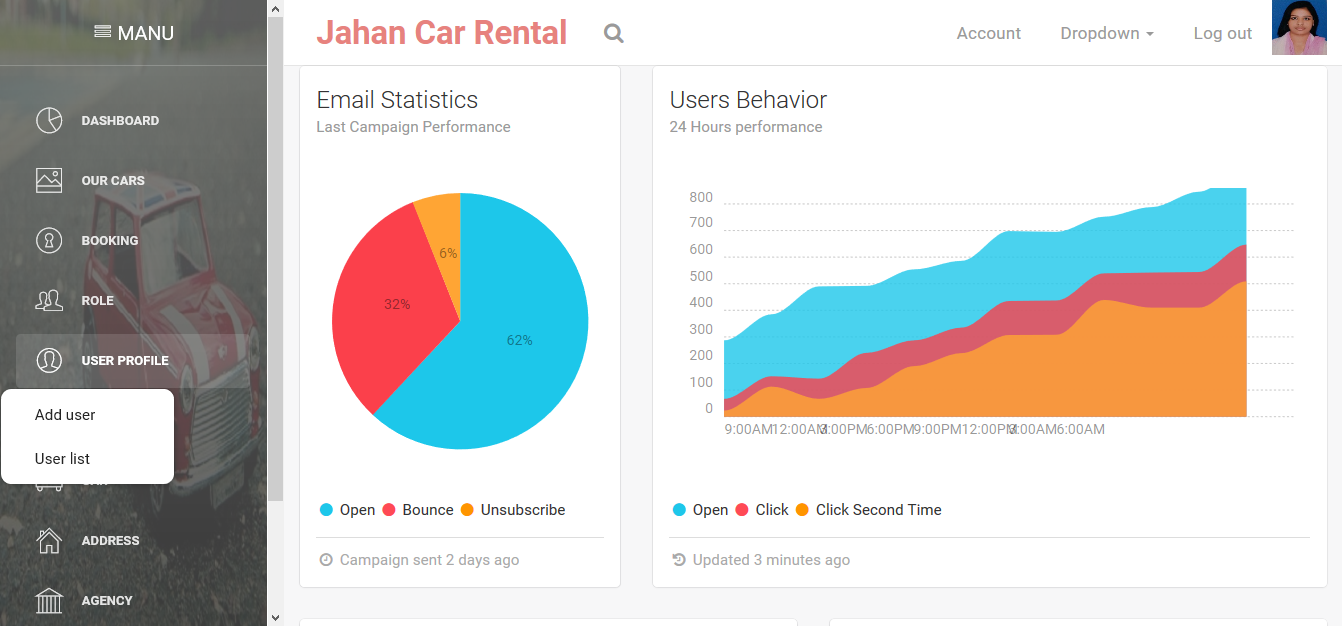 MANU
Jahan Car Rental
Account
Dropdown
Log out
DASHBOARD
OUR CARS
BOOKING
ROLE
USER PROFILE
Add user
User list
ADDRESS
AGENCY
Email Statistics
Last Campaign Performance
6%
32%
62%
Open Bounce Unsubscribe
Campaign sent 2 days ago
Users Behavior
24 Hours performance
800
700
600
500
400
300
200
100
0
9:00AM 12:00AM 3:00PM 6:00PM 9:00PM 12:00PM 3:00AM 6:00AM
Open Click Click Second Time
Updated 3 minutes ago